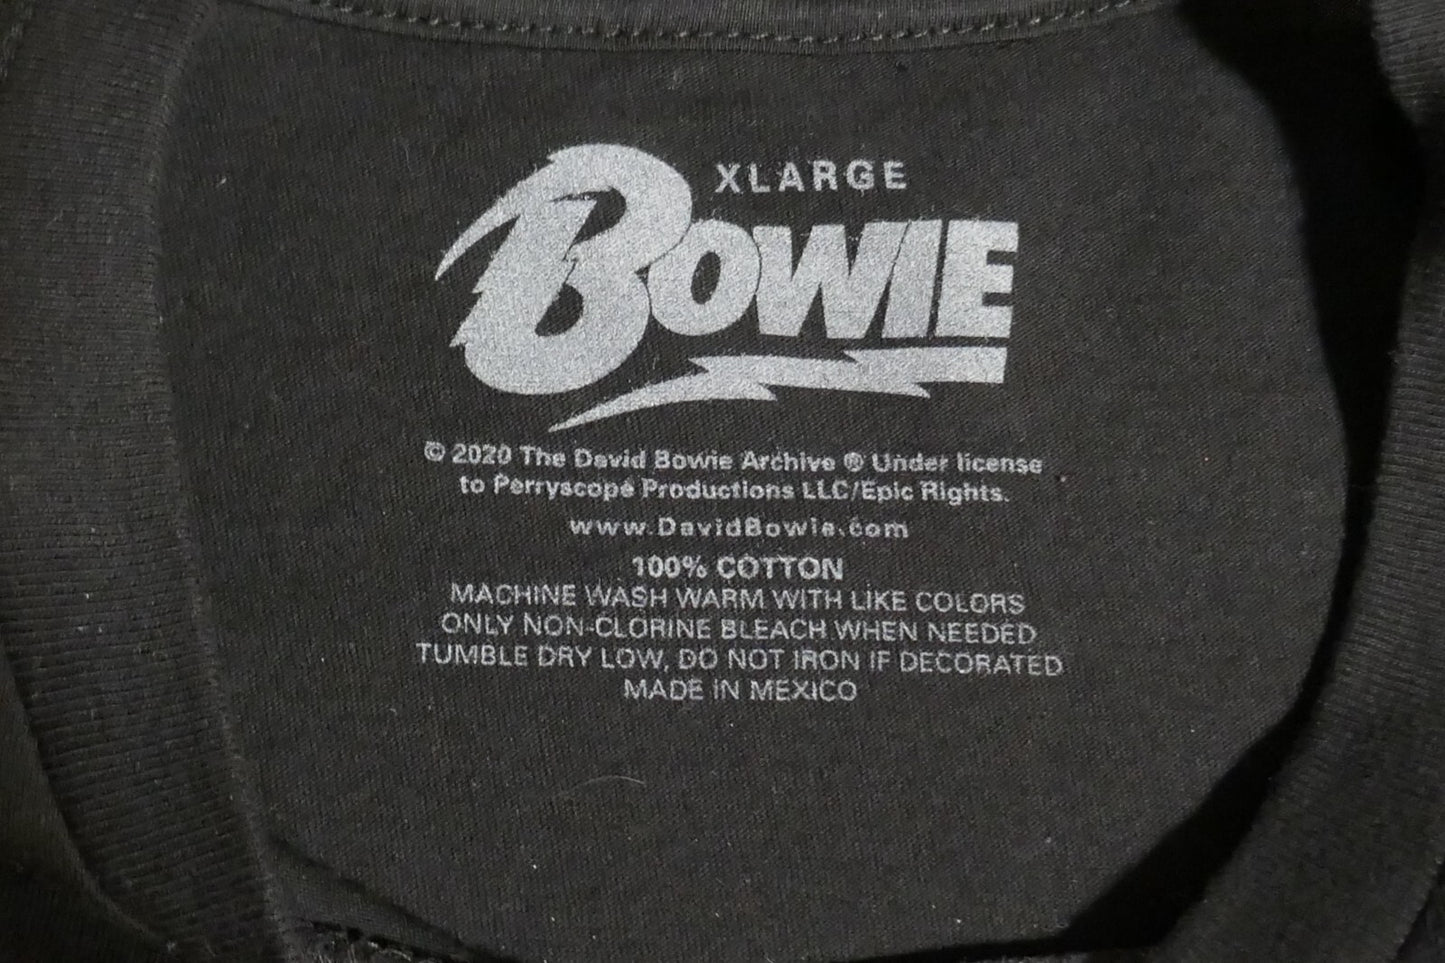 XLARGE
BOWIE
© 2020 The David Bowie Archive ® Under license
to Perryscope Productions LLC/Epic Rights.
www.DavidBowie.com
100% COTTON
MACHINE WASH WARM WITH LIKE COLORS
ONLY NON-CLORINE BLEACH WHEN NEEDED
TUMBLE DRY LOW, DO NOT IRON IF DECORATED
MADE IN MEXICO